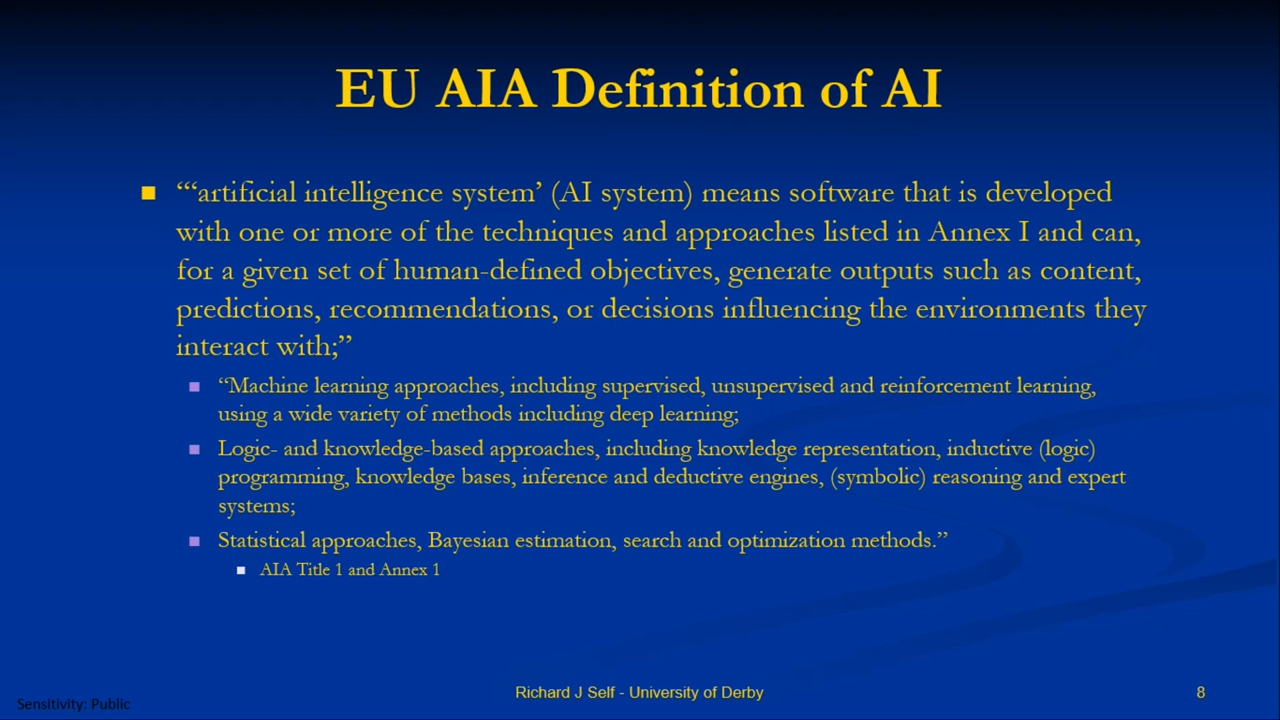 EU AIA Definition of AI
“‘artificial intelligence system’ (AI system) means software that is developed
with one or more of the techniques and approaches listed in Annex I and can,
for a given set of human-defined objectives, generate outputs such as content,
predictions, recommendations, or decisions influencing the environments they
interact with;”
“Machine learning approaches, including supervised, unsupervised and reinforcement learning,
using a wide variety of methods including deep learning;
Logic- and knowledge-based approaches, including knowledge representation, inductive (logic)
programming, knowledge bases, inference and deductive engines, (symbolic) reasoning and expert
systems;
Statistical approaches, Bayesian estimation, search and optimization methods.”
AIA Title 1 and Annex 1
Richard J Self - University of Derby
8
Sensitivity: Public